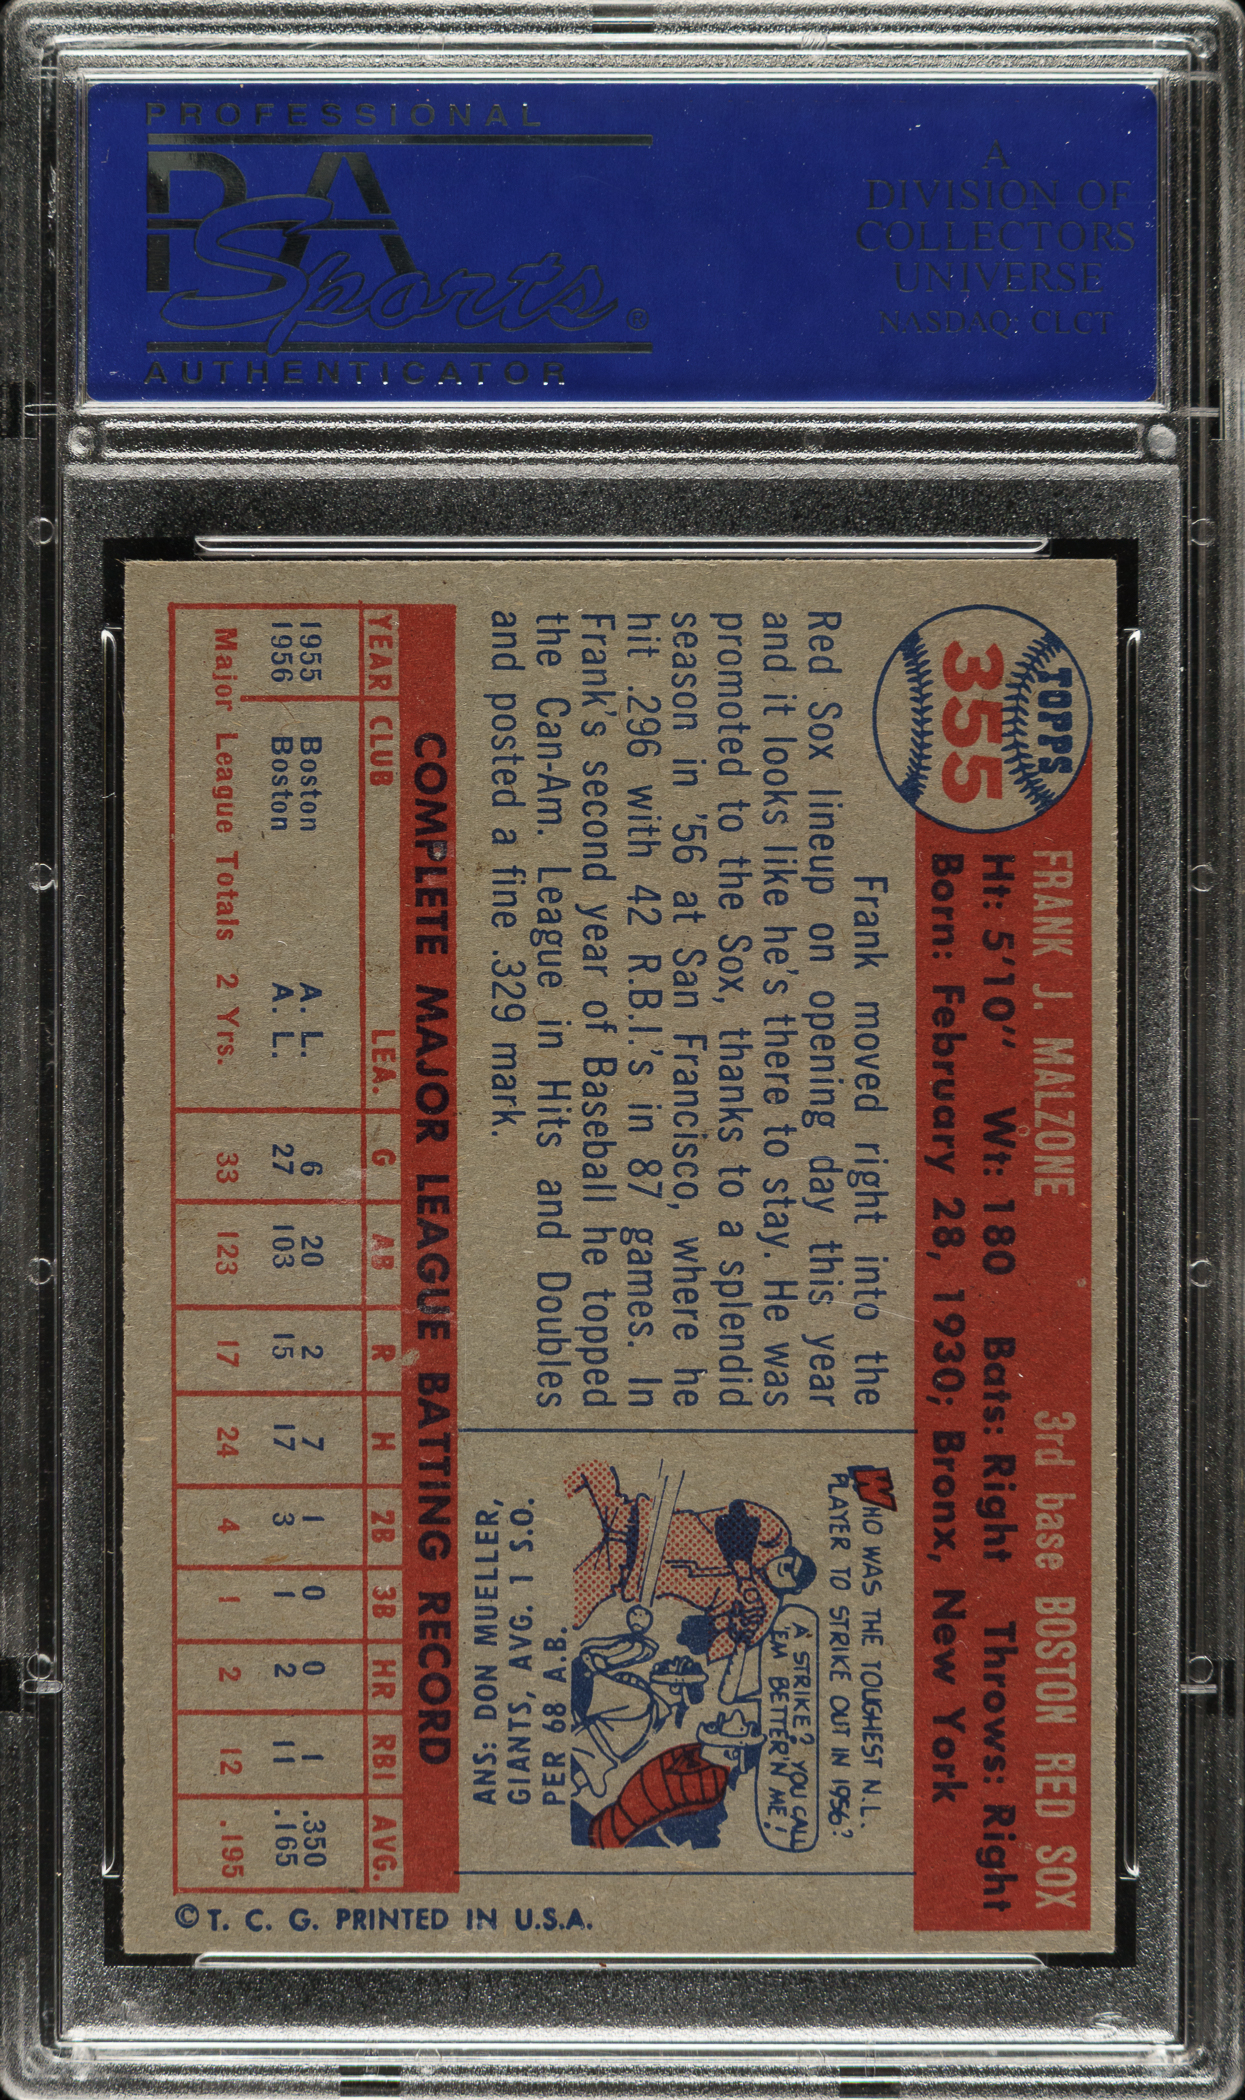 PROFESSIONAL
PSA
Sports®
AUTHENTICATOR
A
DIVISION OF
COLLECTORS
UNIVERSE
NASDAQ: CLCT
TOPPS
355
FRANK J. MALZONE 3rd base BOSTON RED SOX
Ht: 5'10" Wt: 180 Bats: Right Throws: Right
Born: February 28, 1930; Bronx, New York
Frank moved right into the
Red Sox lineup on opening day this year
and it looks like he's there to stay. He was
promoted to the Sox, thanks to a splendid
season in '56 at San Francisco, where he
hit .296 with 42 R.B.I.'s in 87 games. In
Frank's second year of Baseball he topped
the Can-Am. League in Hits and Doubles
and posted a fine .329 mark.
WHO WAS THE TOUGHEST N.L.
PLAYER TO STRIKE OUT IN 1956?
A STRIKE? YOU CALL
'EM BETTER'N ME!
ANS: DON MUELLER,
GIANTS, AVG. 1 S.O.
PER 68 A.B.
COMPLETE MAJOR LEAGUE BATTING RECORD
YEAR CLUB LEA. G AB R H 2B 3B HR RBI AVG.
1955 Boston A. L. 6 20 2 7 1 0 0 1 .350
1956 Boston A. L. 27 103 15 17 3 1 2 11 .165
Major League Totals 2 Yrs. 33 123 17 24 4 1 2 12 .195
© T. C. G. PRINTED IN U.S.A.